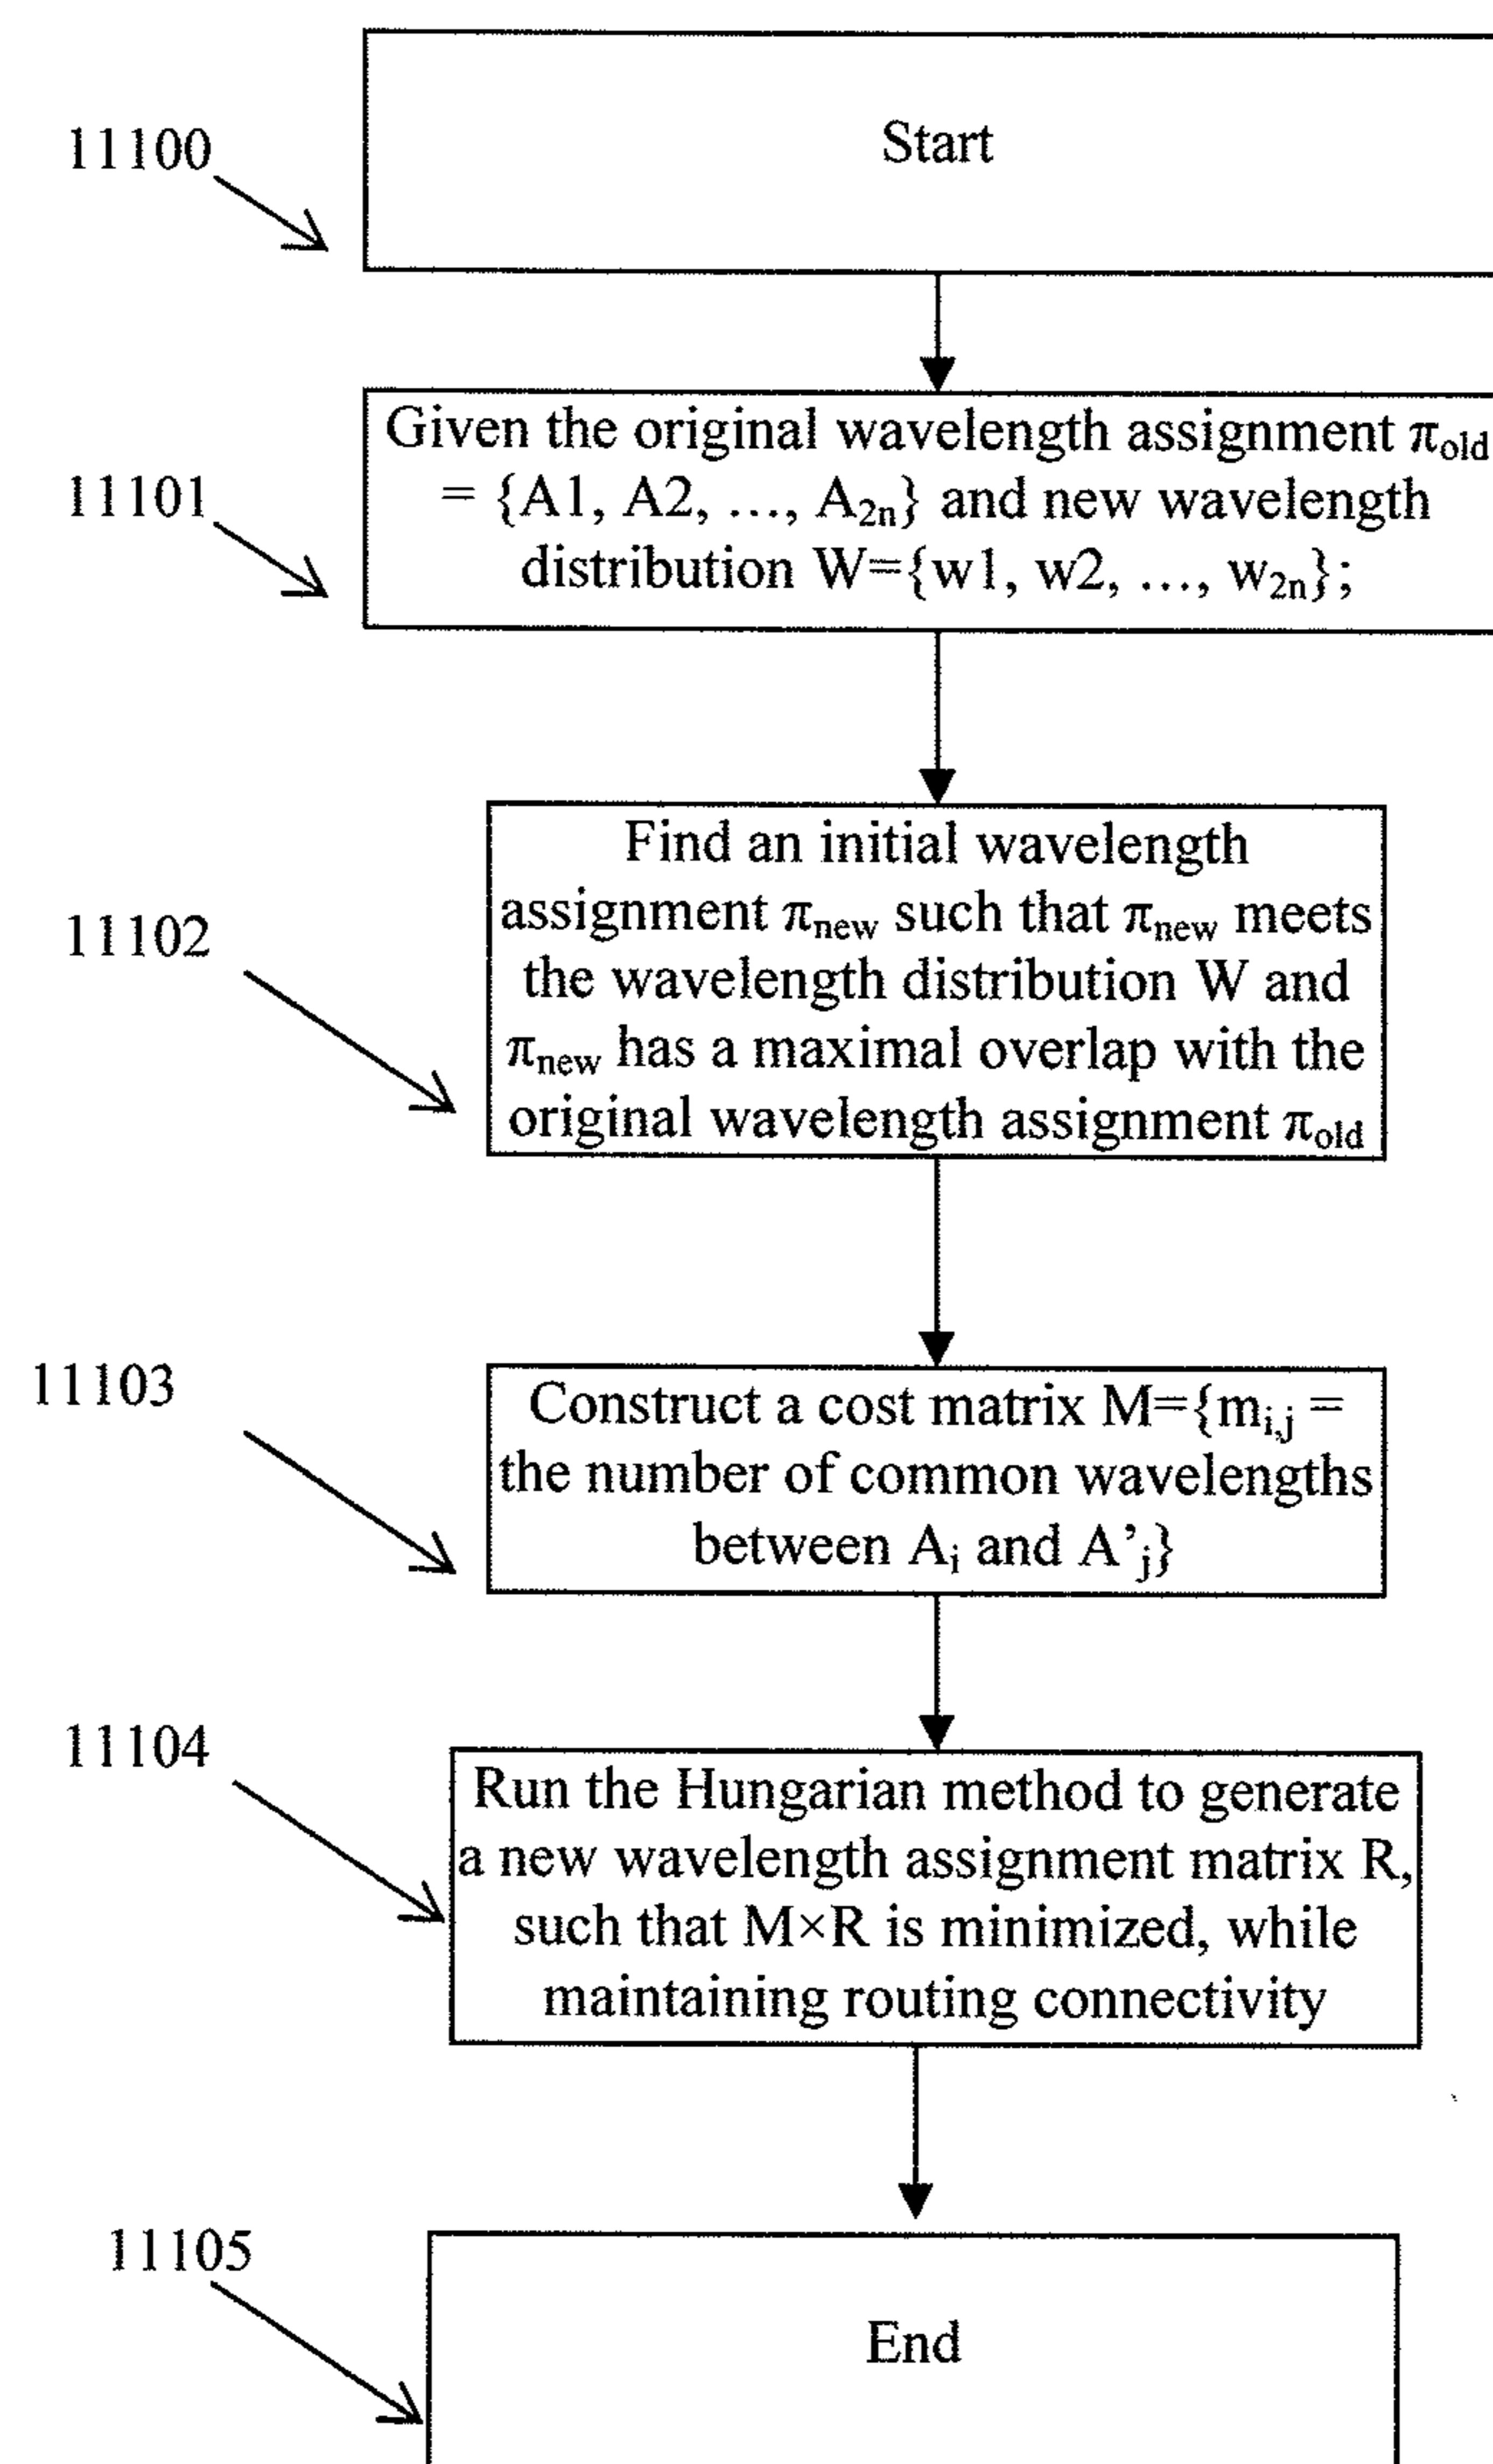 11100
Start
11101
Given the original wavelength assignment πold
= {A1, A2, ..., A2n} and new wavelength
distribution W={w1, w2, ..., w2n};
11102
Find an initial wavelength
assignment πnew such that πnew meets
the wavelength distribution W and
πnew has a maximal overlap with the
original wavelength assignment πold
11103
Construct a cost matrix M={mi,j =
the number of common wavelengths
between Ai and A’j}
11104
Run the Hungarian method to generate
a new wavelength assignment matrix R,
such that M×R is minimized, while
maintaining routing connectivity
11105
End